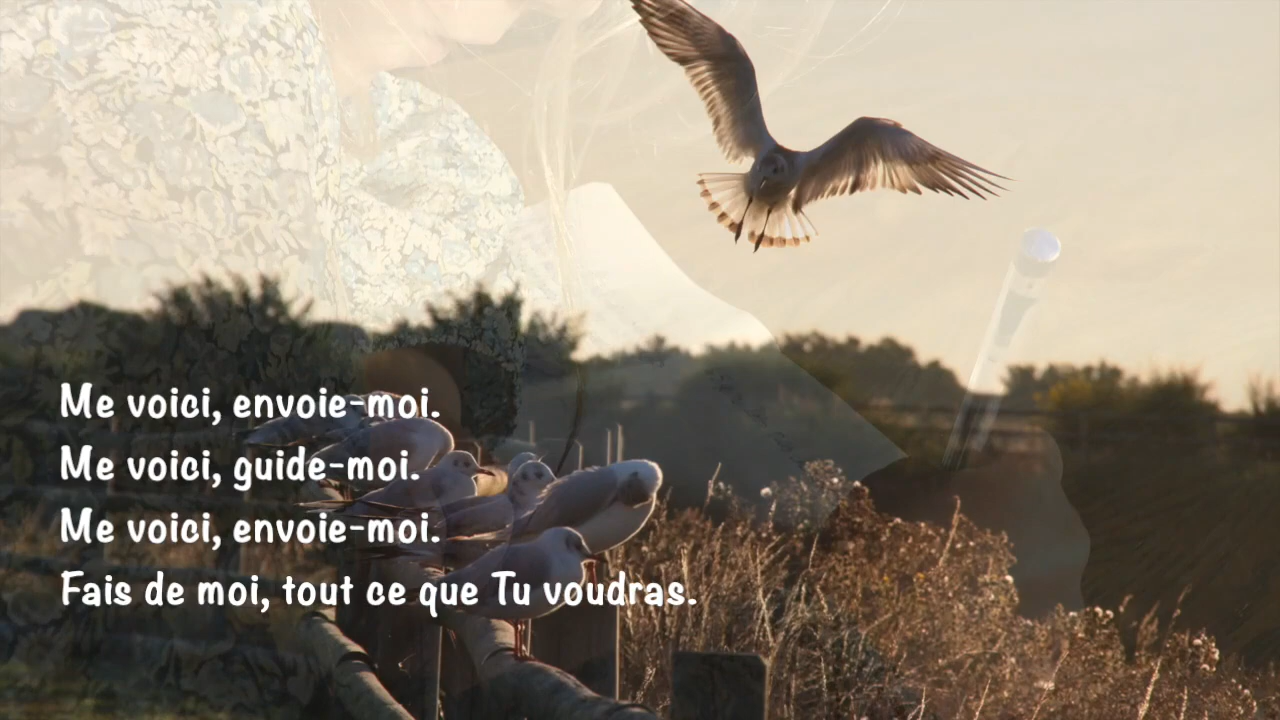 Me voici, envoie-moi.
Me voici, guide-moi.
Me voici, envoie-moi.
Fais de moi, tout ce que Tu voudras.